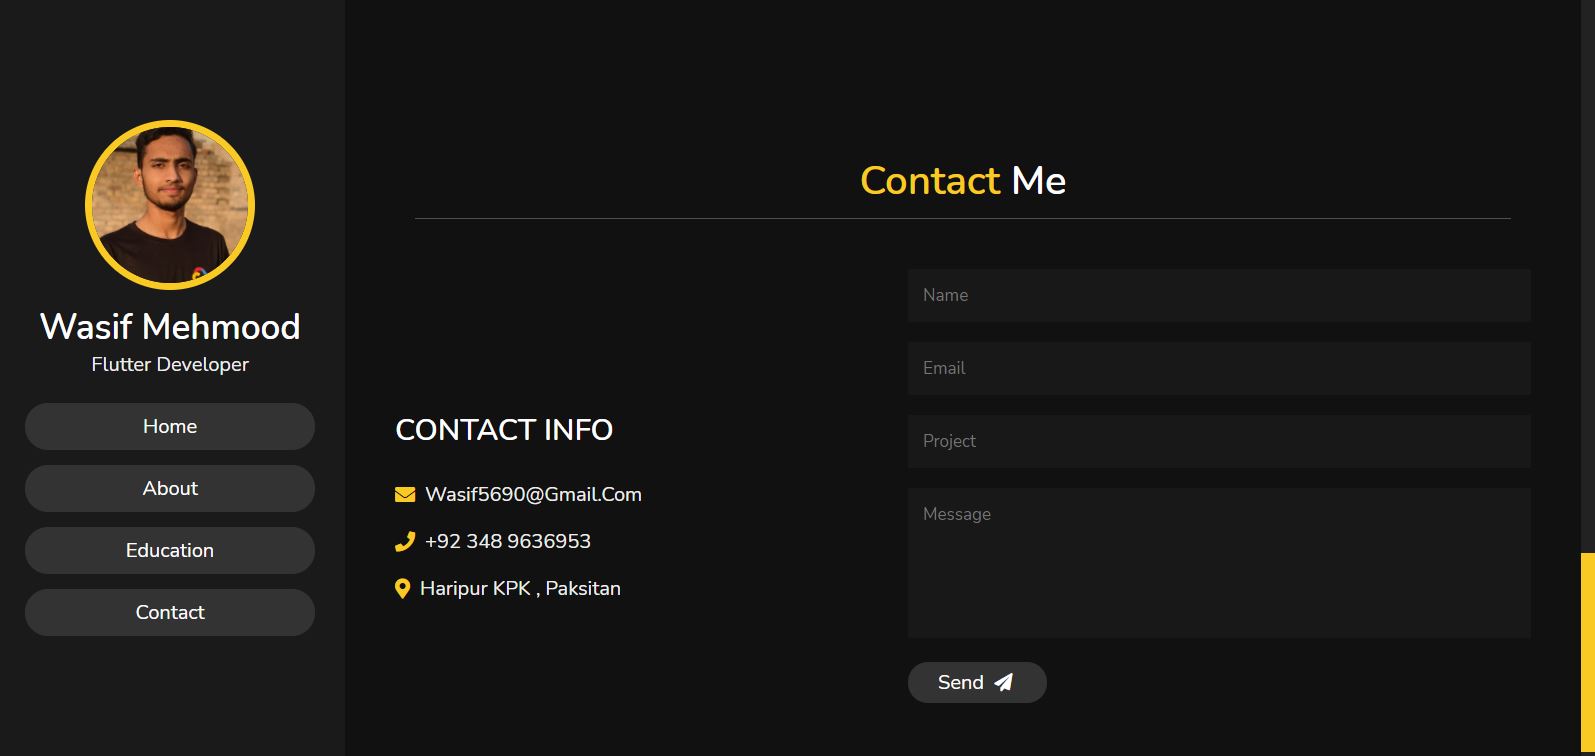 Wasif Mehmood
Flutter Developer
Home
About
Education
Contact
Contact Me
CONTACT INFO
Wasif5690@Gmail.Com
+92 348 9636953
Haripur KPK , Paksitan
Name
Email
Project
Message
Send